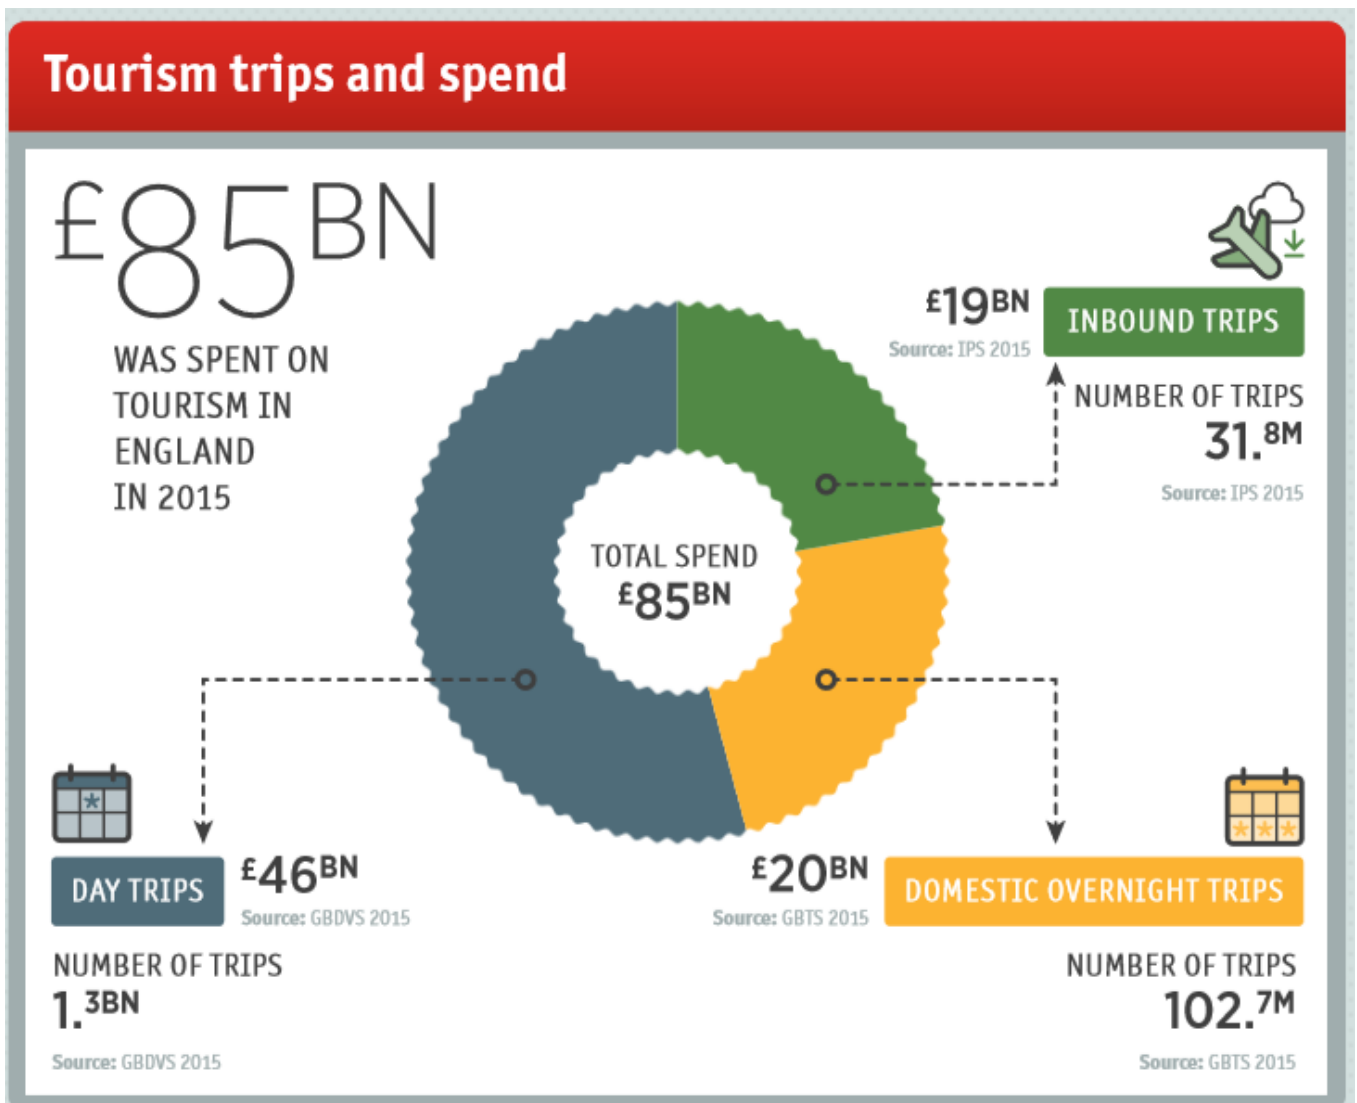 Tourism trips and spend
£85BN
WAS SPENT ON
TOURISM IN
ENGLAND
IN 2015
£19BN
INBOUND TRIPS
Source: IPS 2015
NUMBER OF TRIPS
31.8M
Source: IPS 2015
TOTAL SPEND
£85BN
DAY TRIPS
£46BN
Source: GBDVS 2015
NUMBER OF TRIPS
1.3BN
Source: GBDVS 2015
£20BN
DOMESTIC OVERNIGHT TRIPS
Source: GBTS 2015
NUMBER OF TRIPS
102.7M
Source: GBTS 2015